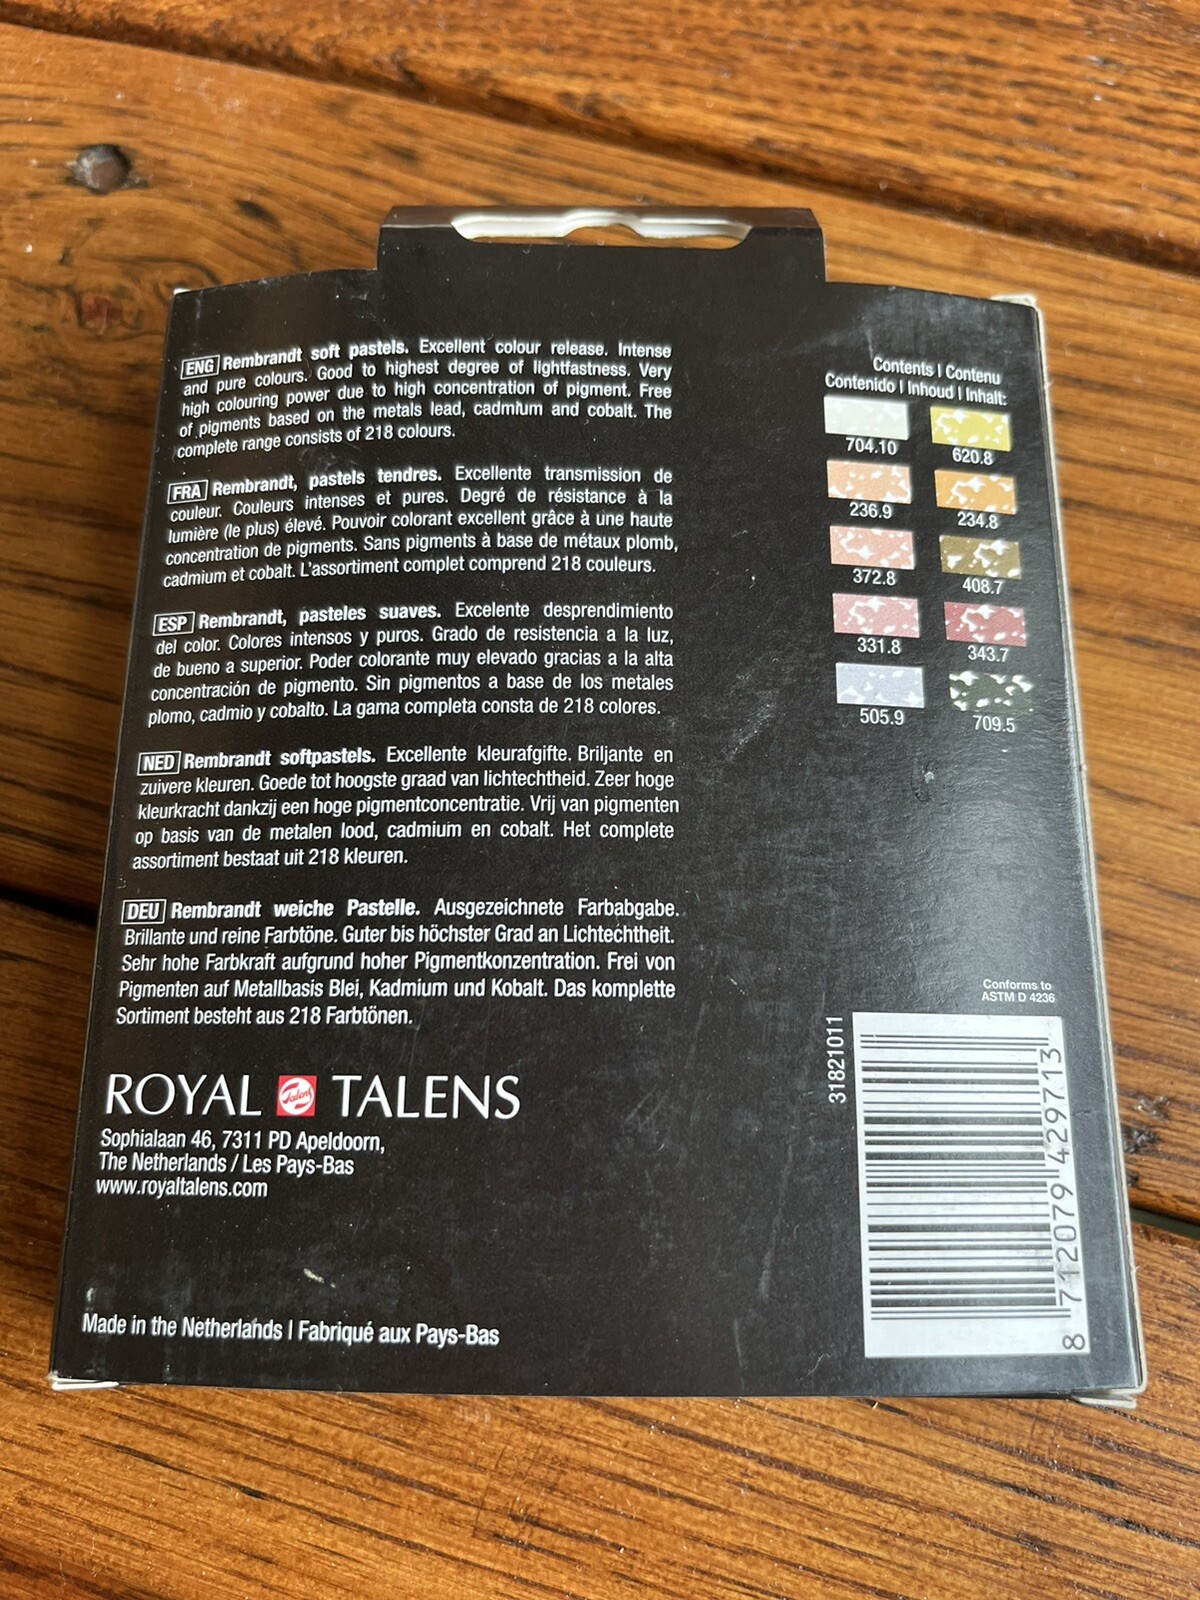 ENG Rembrandt soft pastels. Excellent colour release. Intense
and pure colours. Good to highest degree of lightfastness. Very
high colouring power due to high concentration of pigment. Free
of pigments based on the metals lead, cadmium and cobalt. The
complete range consists of 218 colours.
FRA Rembrandt, pastels tendres. Excellente transmission de
couleur. Couleurs intenses et pures. Degré de résistance à la
lumière (le plus) élevé. Pouvoir colorant excellent grâce à une haute
concentration de pigments. Sans pigments à base de métaux plomb,
cadmium et cobalt. L'assortiment complet comprend 218 couleurs.
ESP Rembrandt, pasteles suaves. Excelente desprendimiento
del color. Colores intensos y puros. Grado de resistencia a la luz,
de bueno a superior. Poder colorante muy elevado gracias a la alta
concentración de pigmento. Sin pigmentos a base de los metales
plomo, cadmio y cobalto. La gama completa consta de 218 colores.
NED Rembrandt softpastels. Excellente kleurafgifte. Briljante en
zuivere kleuren. Goede tot hoogste graad van lichtechtheid. Zeer hoge
kleurkracht dankzij een hoge pigmentconcentratie. Vrij van pigmenten
op basis van de metalen lood, cadmium en cobalt. Het complete
assortiment bestaat uit 218 kleuren.
DEU Rembrandt weiche Pastelle. Ausgezeichnete Farbabgabe.
Brillante und reine Farbtöne. Guter bis höchster Grad an Lichtechtheit.
Sehr hohe Farbkraft aufgrund hoher Pigmentkonzentration. Frei von
Pigmenten auf Metallbasis Blei, Kadmium und Kobalt. Das komplette
Sortiment besteht aus 218 Farbtönen.
ROYAL Talens TALENS
Sophialaan 46, 7311 PD Apeldoorn,
The Netherlands / Les Pays-Bas
www.royaltalens.com
Made in the Netherlands | Fabriqué aux Pays-Bas
Contents | Contenu
Contenido | Inhoud | Inhalt:
704.10 620.8
236.9 234.8
372.8 408.7
331.8 343.7
505.9 709.5
Conforms to
ASTM D 4236
31821011
8 712079 429713